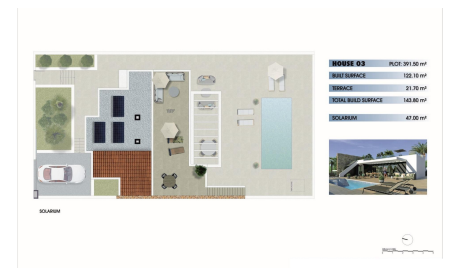 HOUSE 03 PLOT: 391.50 m²
BUILT SURFACE 122.10 m²
TERRACE 21.70 m²
TOTAL BUILD SURFACE 143.80 m²
SOLARIUM 47.00 m²
SOLARIUM